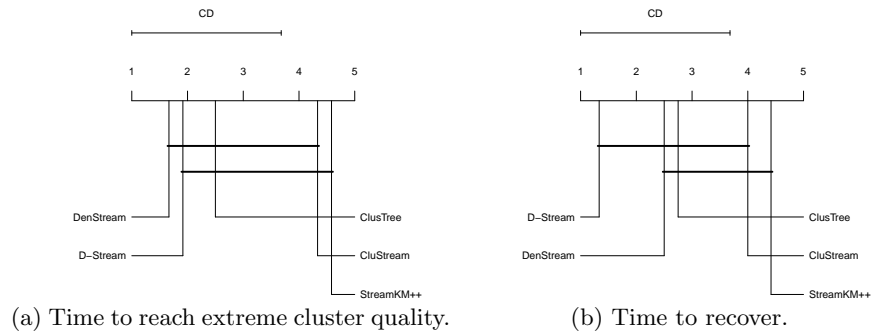 CD
1 2 3 4 5
DenStream
D−Stream
ClusTree
CluStream
StreamKM++
(a) Time to reach extreme cluster quality.
CD
1 2 3 4 5
D−Stream
DenStream
ClusTree
CluStream
StreamKM++
(b) Time to recover.